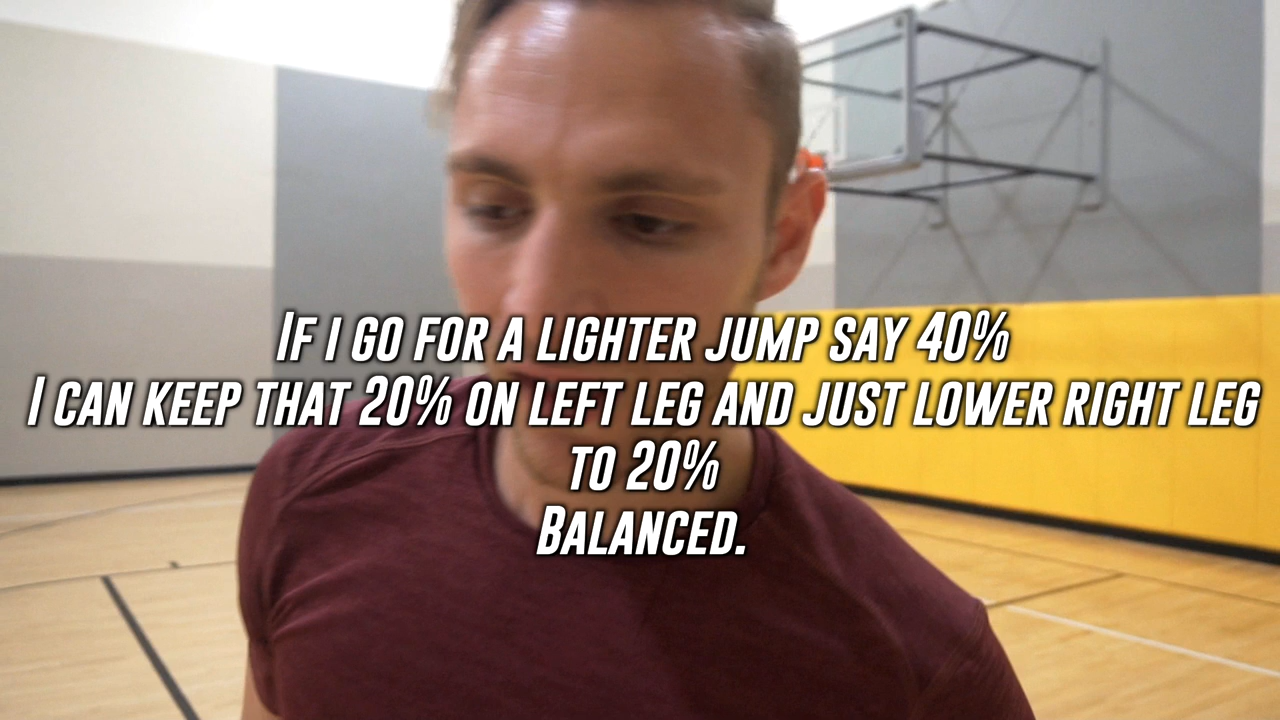 If i go for a lighter jump say 40%
I can keep that 20% on left leg and just lower right leg
to 20%
Balanced.